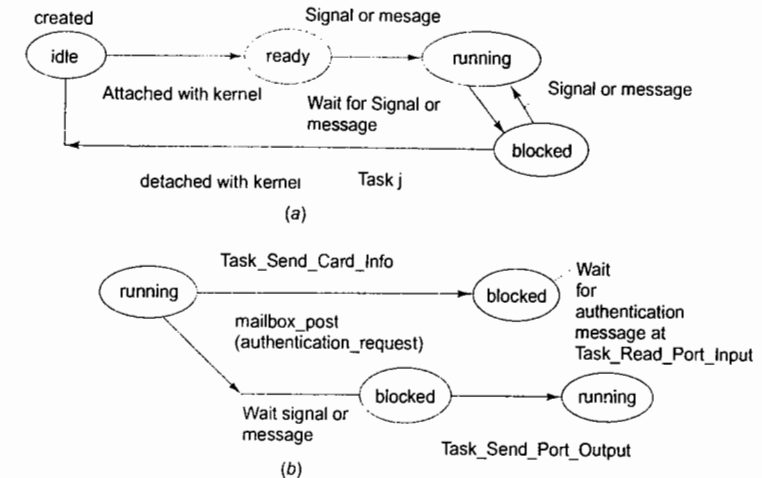 created
Signal or mesage
idle
ready
running
Attached with kernel
Wait for Signal or
message
Signal or message
blocked
detached with kernel
Task j
(a)
Task_Send_Card_Info
running
blocked
Wait
for
authentication
message at
Task_Read_Port_Input
mailbox_post
(authentication_request)
blocked
running
Wait signal or
message
Task_Send_Port_Output
(b)